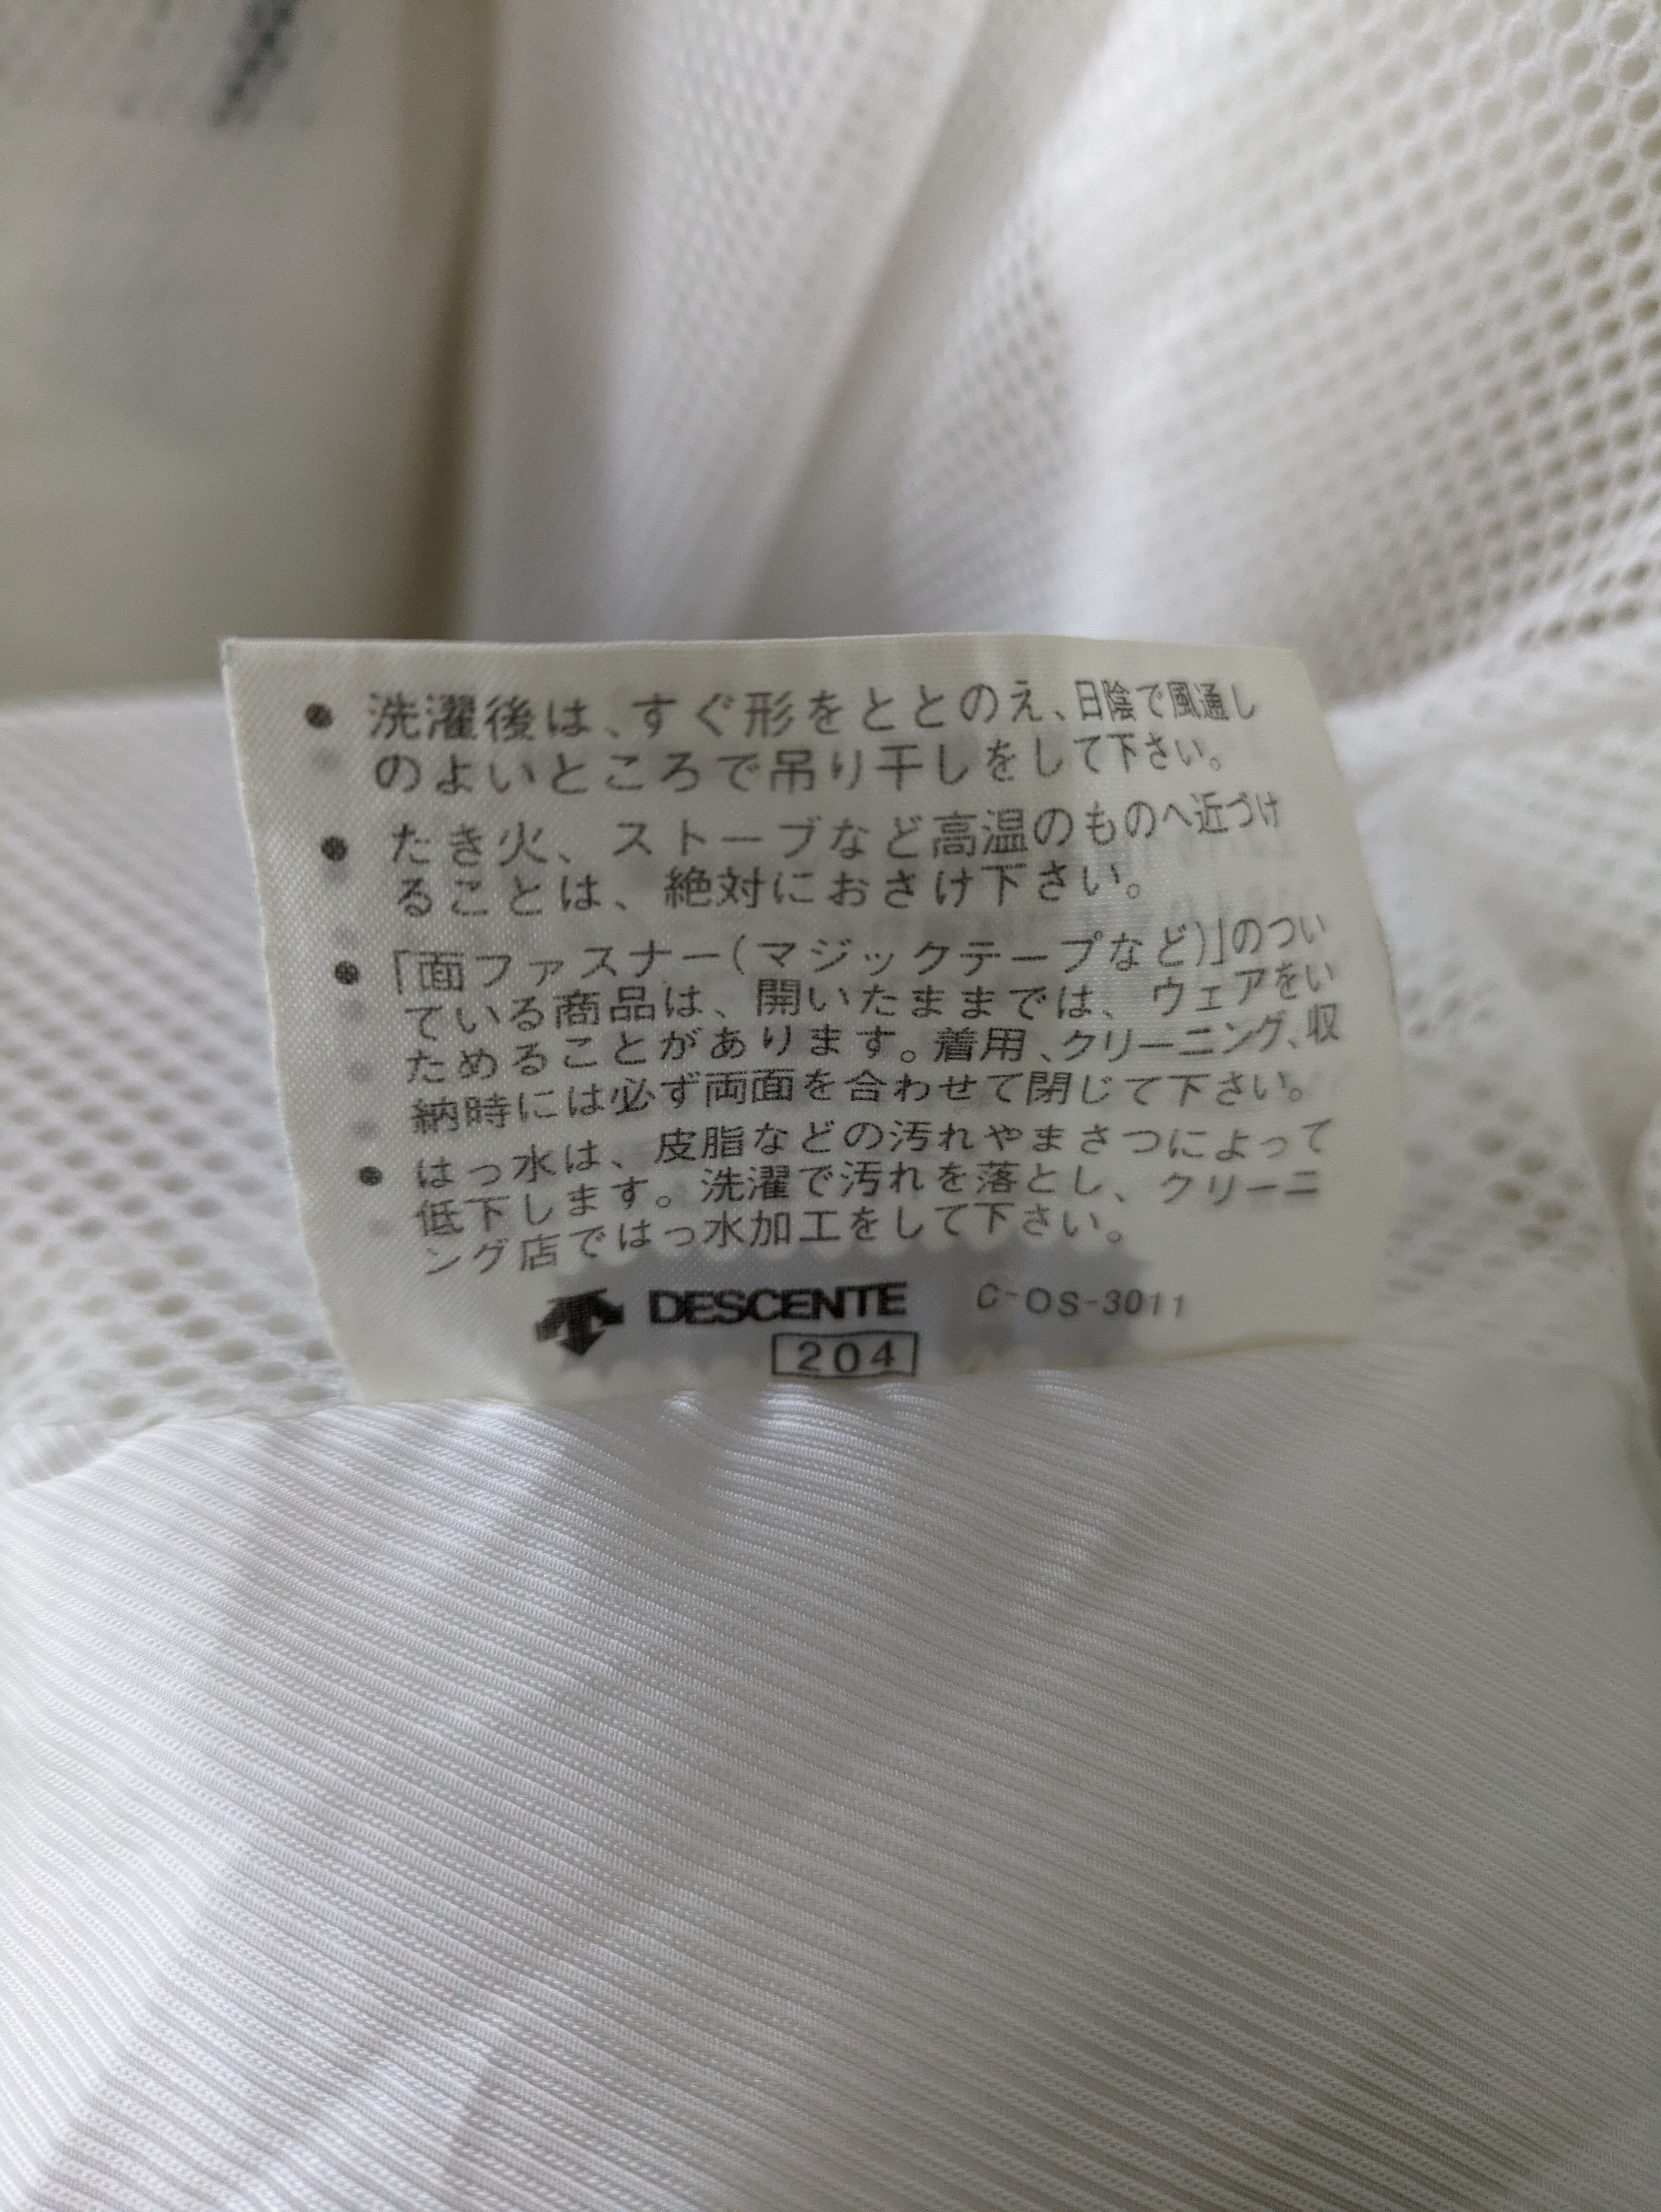 ● 洗濯後は、すぐ形をととのえ、日陰で風通し
のよいところで吊り干しをして下さい。
● たき火、ストーブなど高温のものへ近づけ
ることは、絶対におさけ下さい。
● 「面ファスナー(マジックテープなど)」のつい
ている商品は、開いたままでは、ウェアをい
ためることがあります。着用、クリーニング、収
納時には必ず両面を合わせて閉じて下さい。
● はっ水は、皮脂などの汚れやまさつによって
低下します。洗濯で汚れを落とし、クリーニ
ング店ではっ水加工をして下さい。
DESCENTE C-OS-3011
204